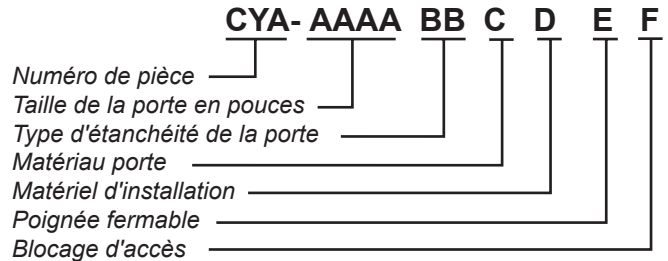 CYA- AAAA BB C D E F
Numéro de pièce
Taille de la porte en pouces
Type d'étanchéité de la porte
Matériau porte
Matériel d'installation
Poignée fermable
Blocage d'accès